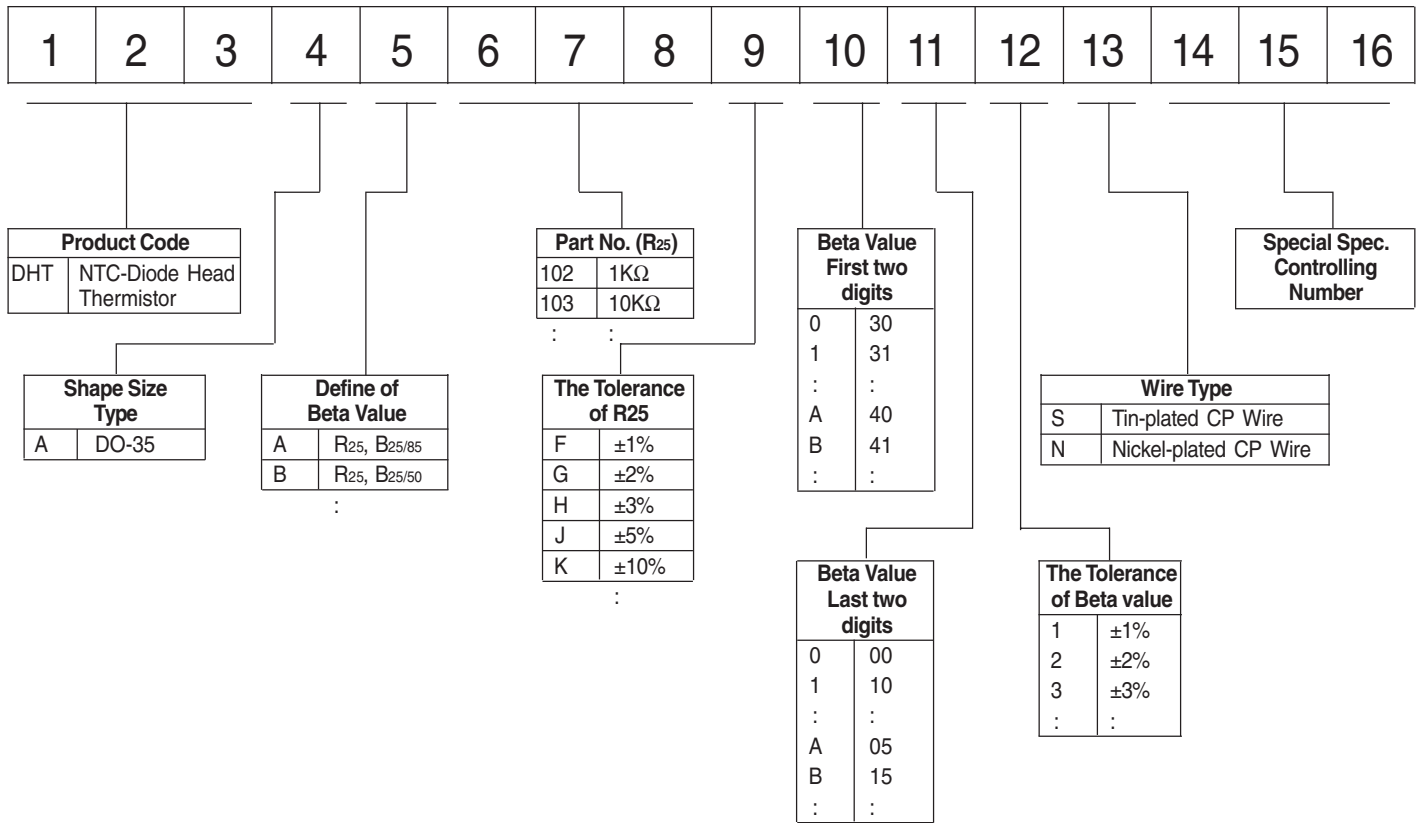 1 2 3 4 5 6 7 8 9 10 11 12 13 14 15 16
Product Code
DHT NTC-Diode Head
Thermistor
Part No. (R25)
102 1KΩ
103 10KΩ
: :
Beta Value
First two
digits
0 30
1 31
: :
A 40
B 41
: :
Special Spec.
Controlling
Number
Shape Size
Type
A DO-35
Define of
Beta Value
A R25, B25/85
B R25, B25/50
:
The Tolerance
of R25
F ±1%
G ±2%
H ±3%
J ±5%
K ±10%
:
Wire Type
S Tin-plated CP Wire
N Nickel-plated CP Wire
Beta Value
Last two
digits
0 00
1 10
: :
A 05
B 15
: :
The Tolerance
of Beta value
1 ±1%
2 ±2%
3 ±3%
: :